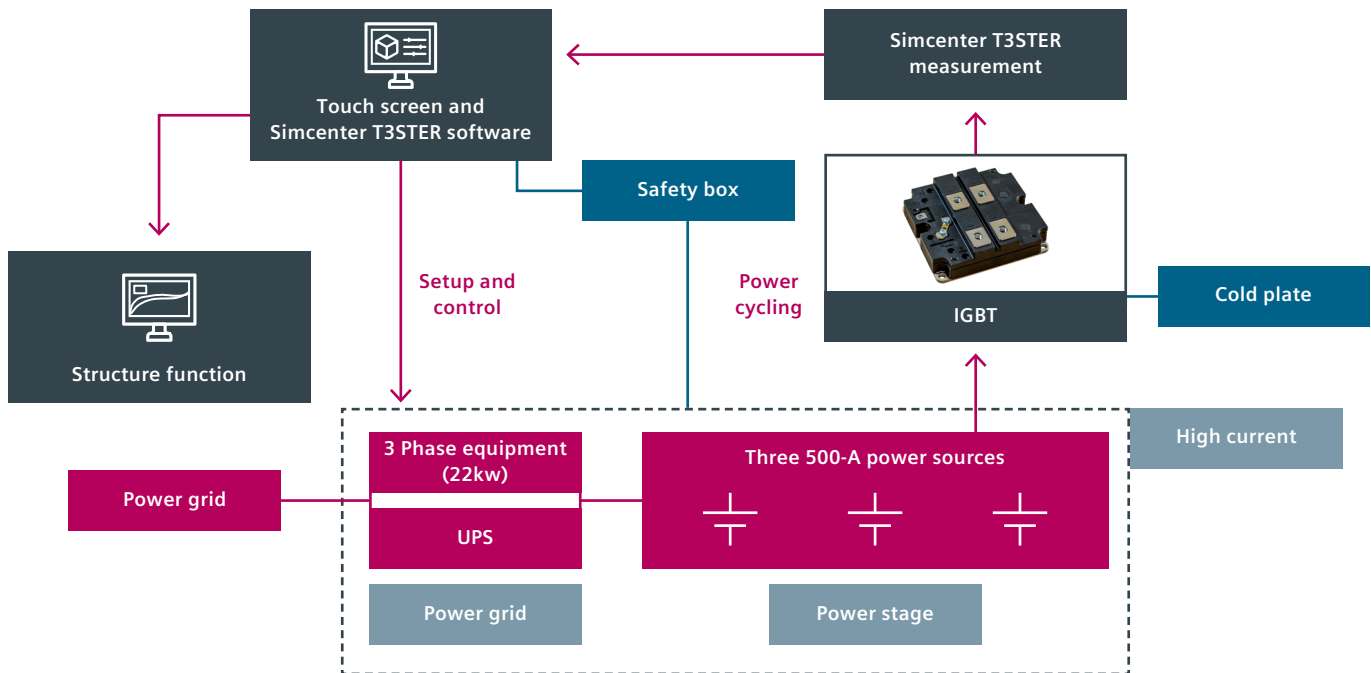 Touch screen and
Simcenter T3STER software
Simcenter T3STER
measurement
Safety box
Structure function
Setup and
control
Power
cycling
IGBT
Cold plate
3 Phase equipment
(22kw)
UPS
Three 500-A power sources
High current
Power grid
Power grid
Power stage